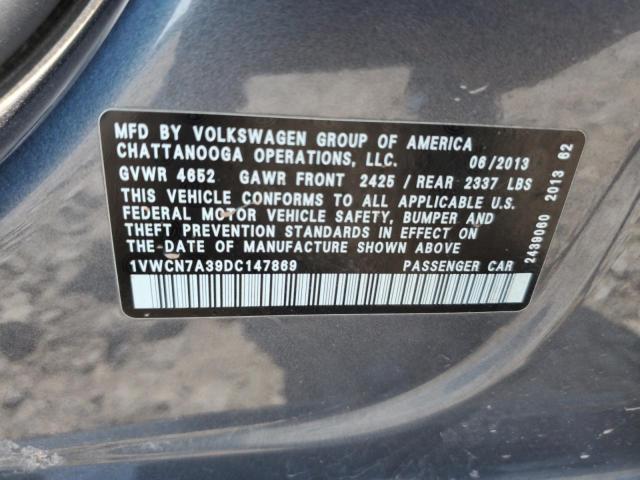 MFD BY VOLKSWAGEN GROUP OF AMERICA
CHATTANOOGA OPERATIONS, LLC. 06/2013
GVWR 4652 GAWR FRONT 2425 / REAR 2337 LBS
THIS VEHICLE CONFORMS TO ALL APPLICABLE U.S.
FEDERAL MOTOR VEHICLE SAFETY, BUMPER AND
THEFT PREVENTION STANDARDS IN EFFECT ON
THE DATE OF MANUFACTURE SHOWN ABOVE
1VWCN7A39DC147869 PASSENGER CAR
2439060 2013 62